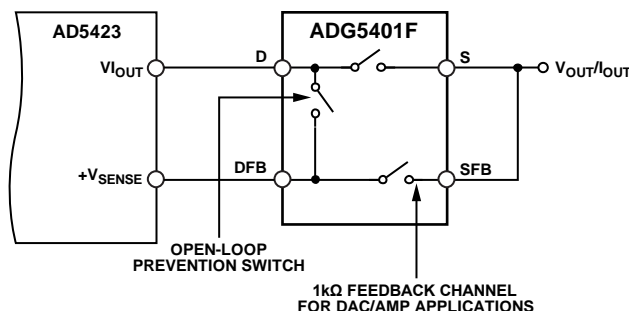 AD5423
ADG5401F
VIOUT
D
S
VOUT/IOUT
+VSENSE
DFB
SFB
OPEN-LOOP
PREVENTION SWITCH
1kΩ FEEDBACK CHANNEL
FOR DAC/AMP APPLICATIONS